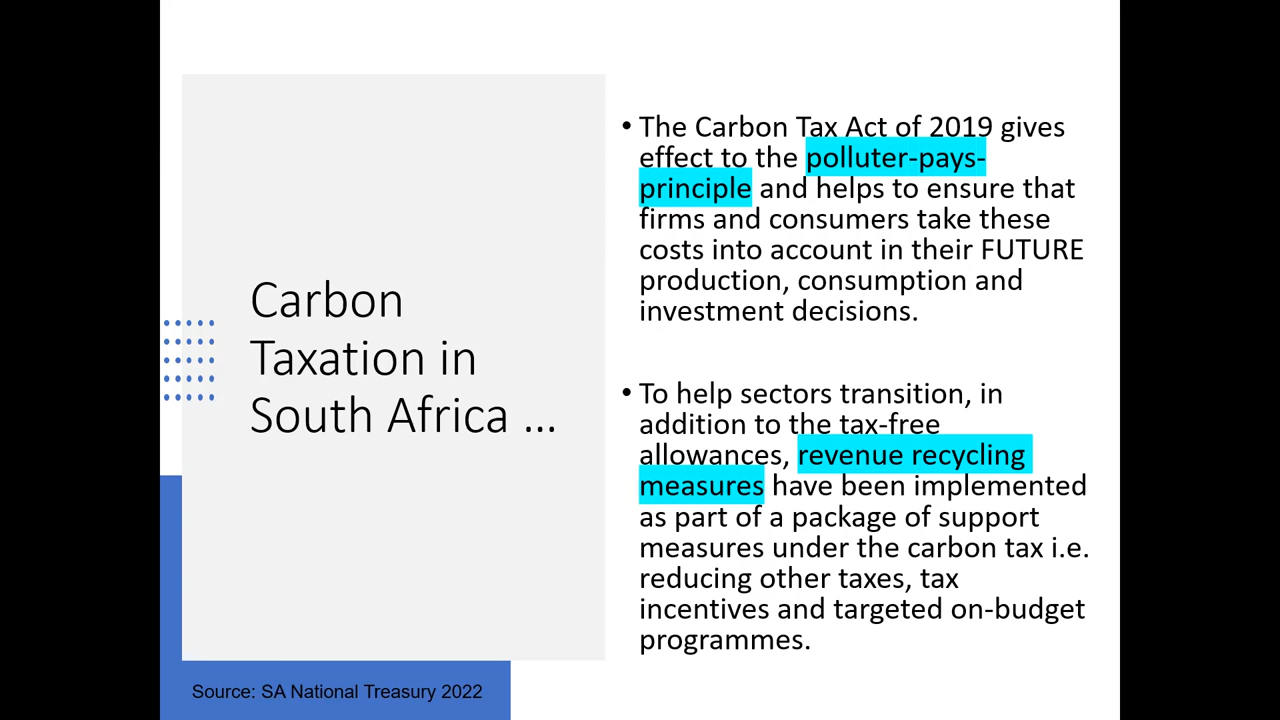 Carbon
Taxation in
South Africa ...
• The Carbon Tax Act of 2019 gives
effect to the polluter-pays-
principle and helps to ensure that
firms and consumers take these
costs into account in their FUTURE
production, consumption and
investment decisions.
• To help sectors transition, in
addition to the tax-free
allowances, revenue recycling
measures have been implemented
as part of a package of support
measures under the carbon tax i.e.
reducing other taxes, tax
incentives and targeted on-budget
programmes.
Source: SA National Treasury 2022